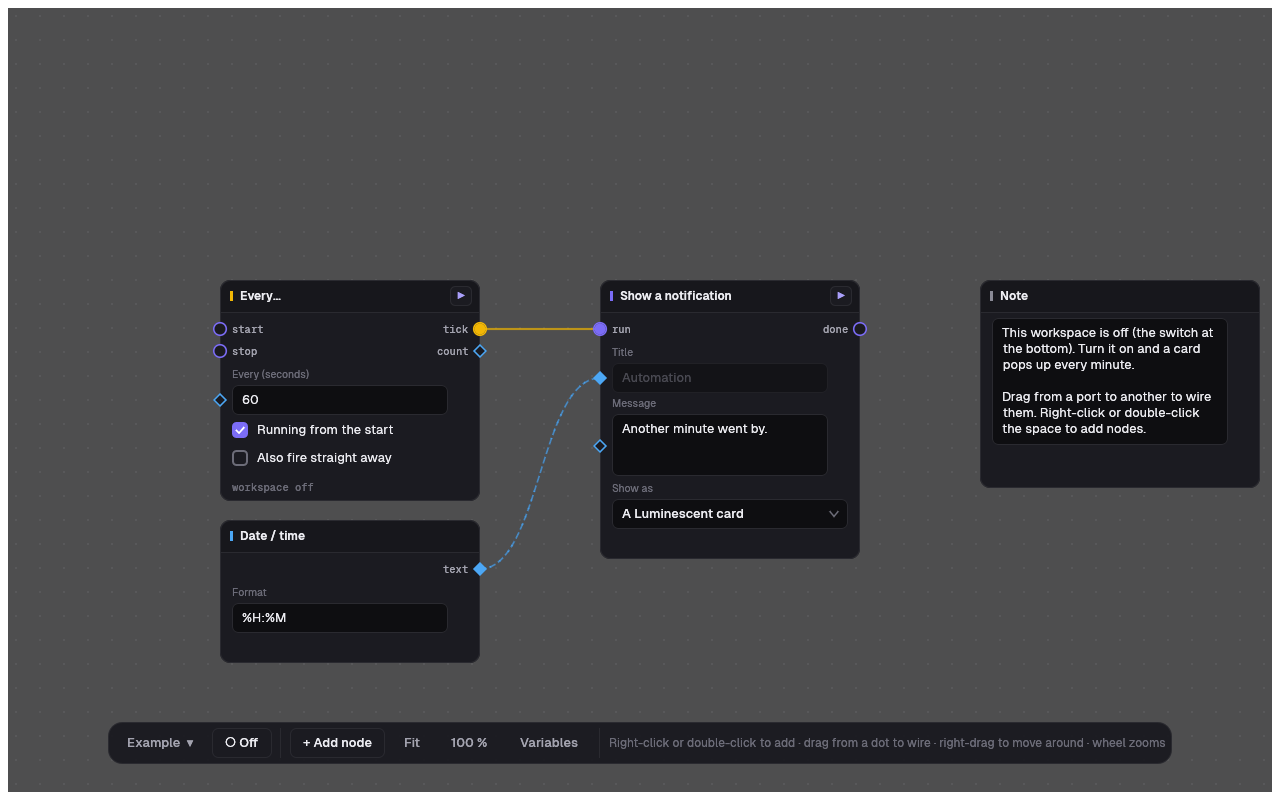 Every...
start
tick
stop
count
Every (seconds)
60
Running from the start
Also fire straight away
workspace off
Date / time
text
Format
%H:%M
Show a notification
run
done
Title
Automation
Message
Another minute went by.
Show as
A Luminescent card
Note
This workspace is off (the switch at
the bottom). Turn it on and a card
pops up every minute.
Drag from a port to another to wire
them. Right-click or double-click
the space to add nodes.
Example ▾
Off
+ Add node
Fit
100 %
Variables
Right-click or double-click to add · drag from a dot to wire · right-drag to move around · wheel zooms